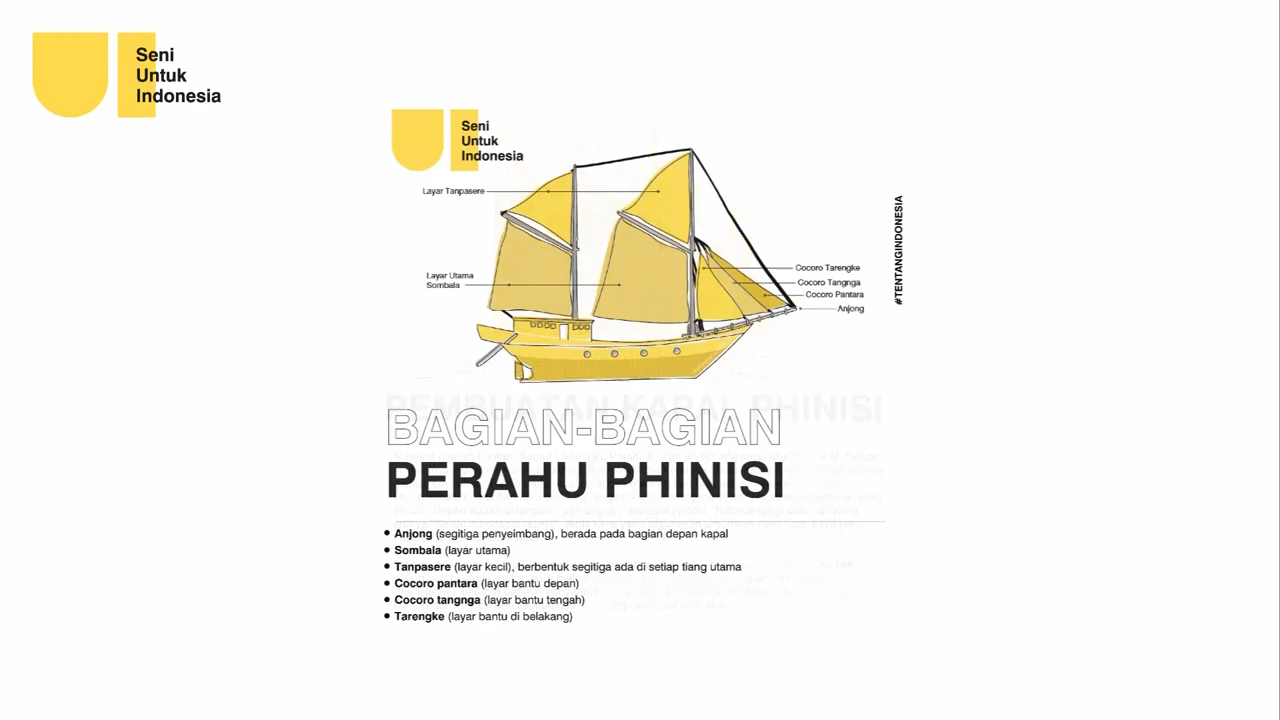 Seni
Untuk
Indonesia
Seni
Untuk
Indonesia
Layar Tanpasere
Layar Utama
Sombala
Cocoro Tarengke
Cocoro Tangnga
Cocoro Pantara
Anjong
#TENTANGINDONESIA
PEMBUATAN KAPAL PHINISI
BAGIAN-BAGIAN
PERAHU PHINISI
• Anjong (segitiga penyeimbang), berada pada bagian depan kapal
• Sombala (layar utama)
• Tanpasere (layar kecil), berbentuk segitiga ada di setiap tiang utama
• Cocoro pantara (layar bantu depan)
• Cocoro tangnga (layar bantu tengah)
• Tarengke (layar bantu di belakang)